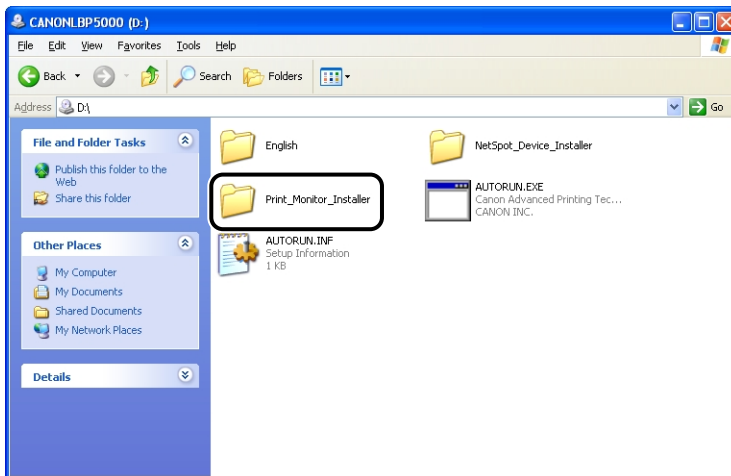 CANONLBP5000 (D:)
File Edit View Favorites Tools Help
Back Search Folders
Address D:\ Go
File and Folder Tasks
Publish this folder to the
Web
Share this folder
Other Places
My Computer
My Documents
Shared Documents
My Network Places
Details
English
NetSpot_Device_Installer
Print_Monitor_Installer
AUTORUN.EXE
Canon Advanced Printing Tec...
CANON INC.
AUTORUN.INF
Setup Information
1 KB